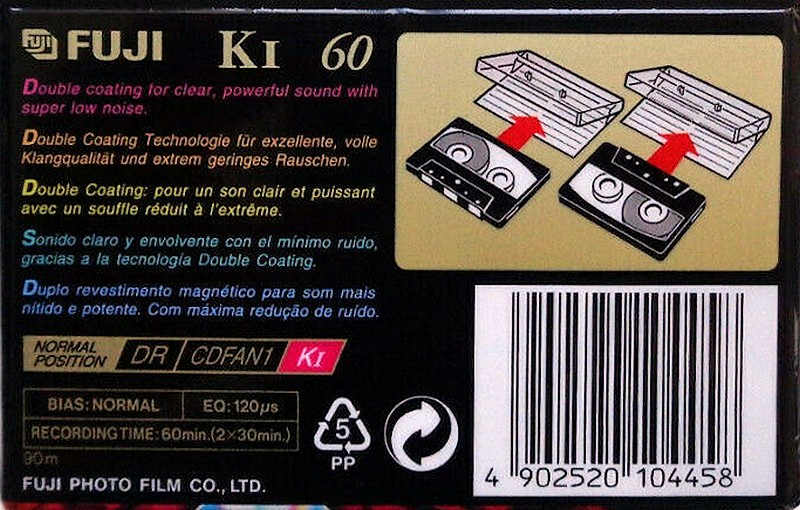 FUJI FUJI KI 60
Double coating for clear, powerful sound with
super low noise.
Double Coating Technologie für exzellente, volle
Klangqualität und extrem geringes Rauschen.
Double Coating: pour un son clair et puissant
avec un souffle réduit à l'extrême.
Sonido claro y envolvente con el mínimo ruido,
gracias a la tecnología Double Coating.
Duplo revestimento magnético para som mais
nítido e potente. Com máxima redução de ruído.
NORMAL
POSITION
DR CDFAN1 KI
BIAS: NORMAL EQ: 120μs
RECORDING TIME: 60min.(2×30min.)
90m
FUJI PHOTO FILM CO., LTD.
5
PP
4 902520 104458